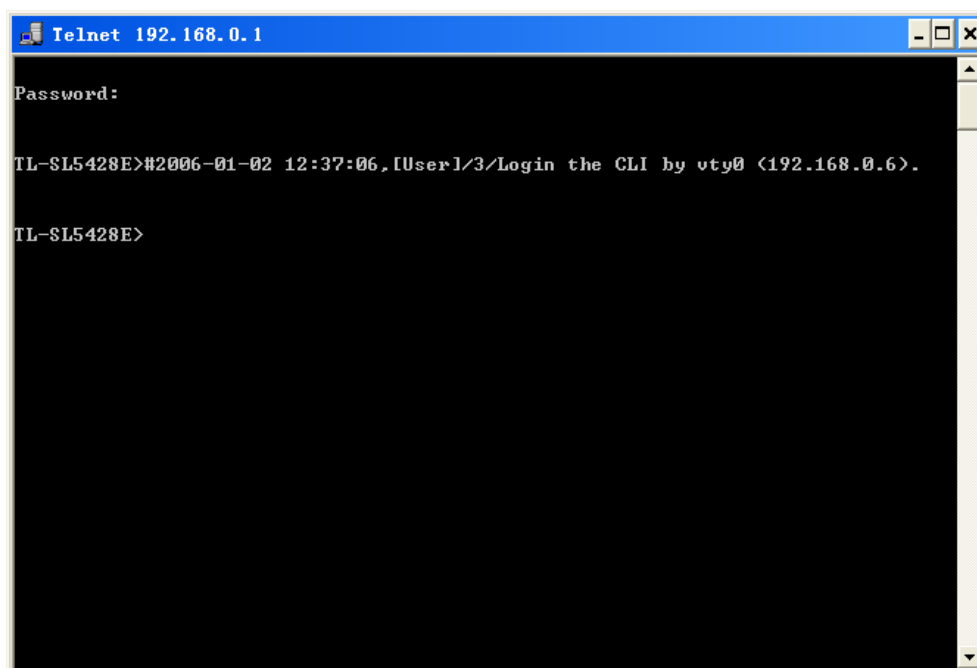 Telnet 192.168.0.1
Password:
TL-SL5428E>#2006-01-02 12:37:06,[User]/3/Login the CLI by vty0 (192.168.0.6).
TL-SL5428E>